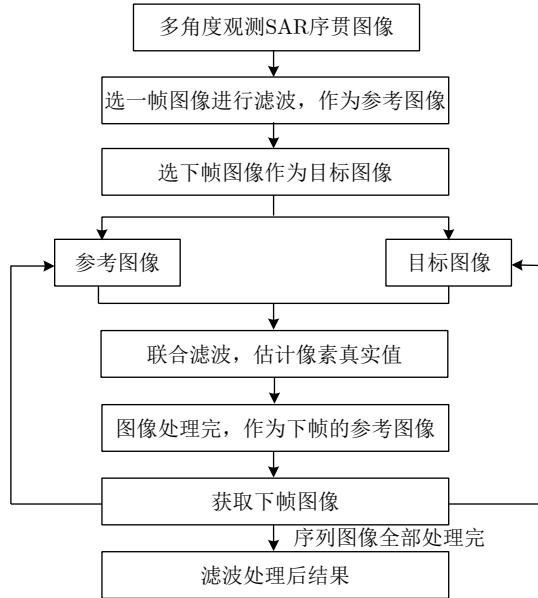 多角度观测SAR序贯图像
选一帧图像进行滤波，作为参考图像
选下帧图像作为目标图像
参考图像
目标图像
联合滤波，估计像素真实值
图像处理完，作为下帧的参考图像
获取下帧图像
序列图像全部处理完
滤波处理后结果